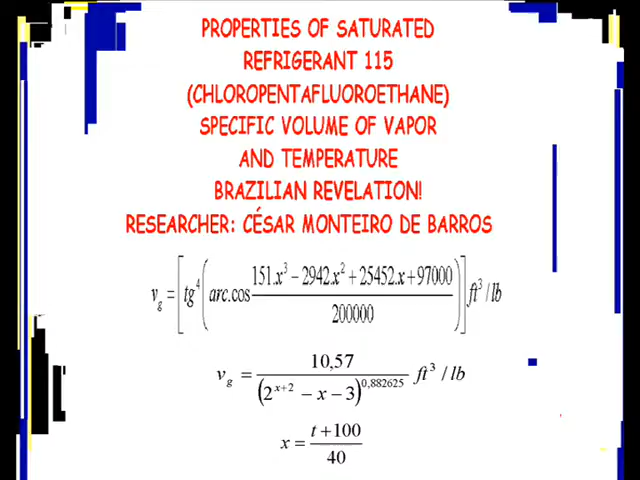 PROPERTIES OF SATURATED
REFRIGERANT 115
(CHLOROPENTAFLUOROETHANE)
SPECIFIC VOLUME OF VAPOR
AND TEMPERATURE
BRAZILIAN REVELATION!
RESEARCHER: CÉSAR MONTEIRO DE BARROS
v_g = [tg^4(arc.cos (151.x^3 − 2942.x^2 + 25452.x + 97000)/200000)] ft^3/lb
v_g = 10,57/(2^(x+2) − x − 3)^0,882625 ft^3/lb
x = (t+100)/40